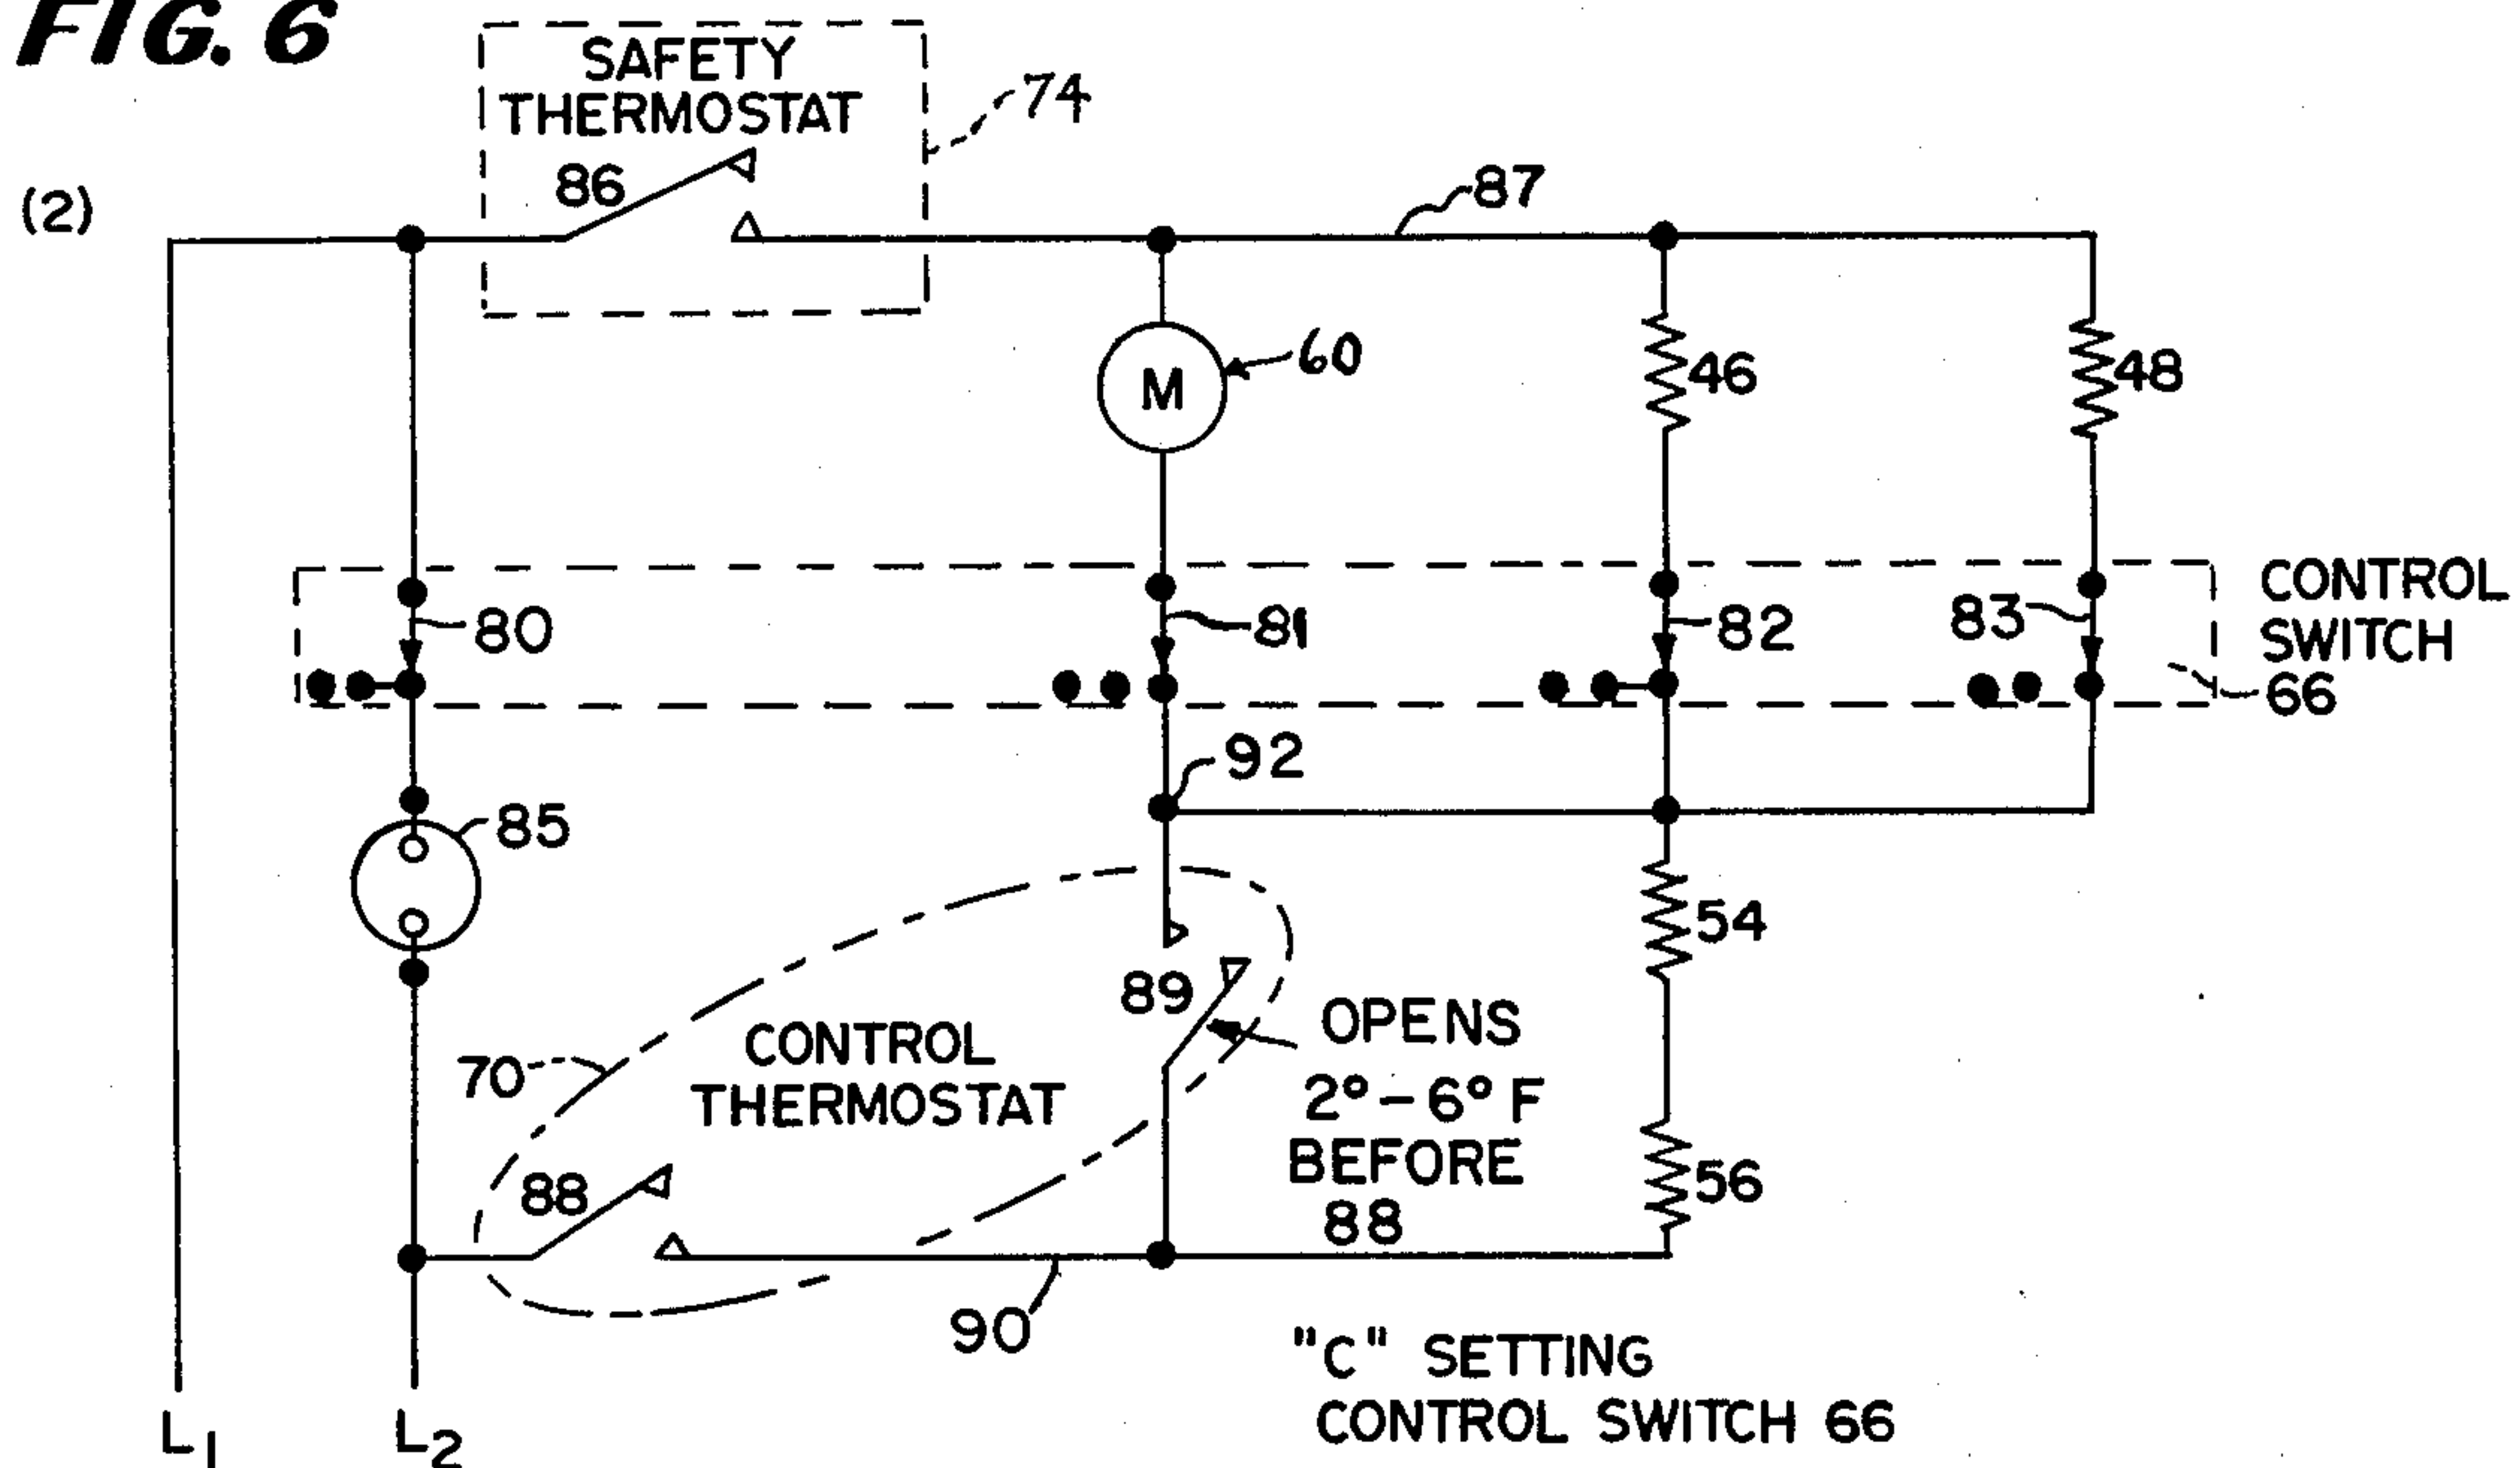 FIG. 6
SAFETY
THERMOSTAT
74
86
87
(2)
60
M
46
48
CONTROL
SWITCH
66
80
81
82
83
92
85
54
89
OPENS
2° – 6° F
BEFORE
88
70
CONTROL
THERMOSTAT
88
56
90
"C" SETTING
CONTROL SWITCH 66
L1
L2